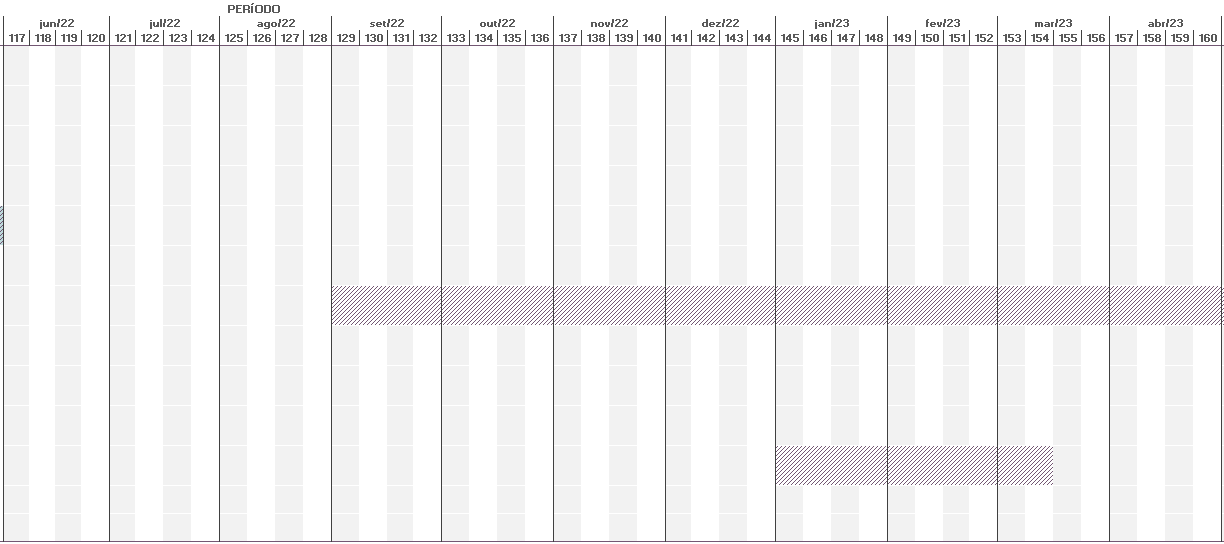 PERÍODO
jun/22 jul/22 ago/22 set/22 out/22 nov/22 dez/22 jan/23 fev/23 mar/23 abr/23
117 118 119 120 121 122 123 124 125 126 127 128 129 130 131 132 133 134 135 136 137 138 139 140 141 142 143 144 145 146 147 148 149 150 151 152 153 154 155 156 157 158 159 160